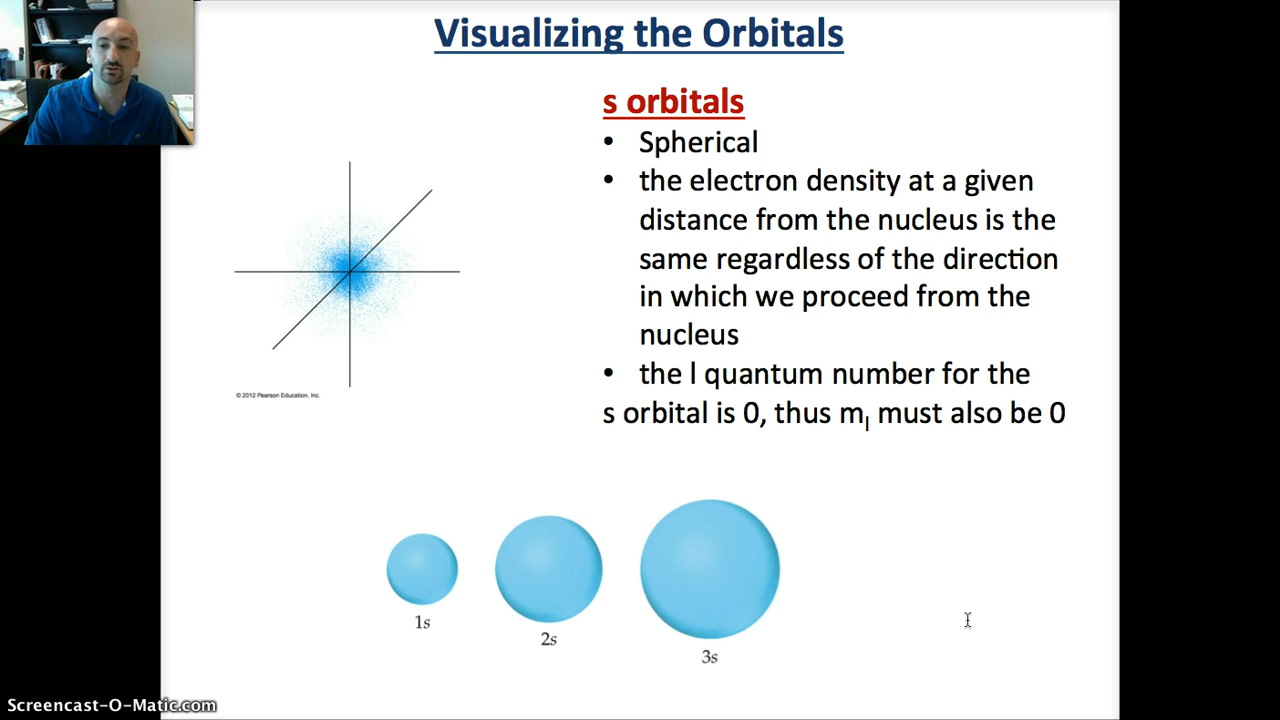 Visualizing the Orbitals
s orbitals
• Spherical
• the electron density at a given
distance from the nucleus is the
same regardless of the direction
in which we proceed from the
nucleus
• the l quantum number for the
s orbital is 0, thus ml must also be 0
© 2012 Pearson Education, Inc.
1s
2s
3s
Screencast-O-Matic.com